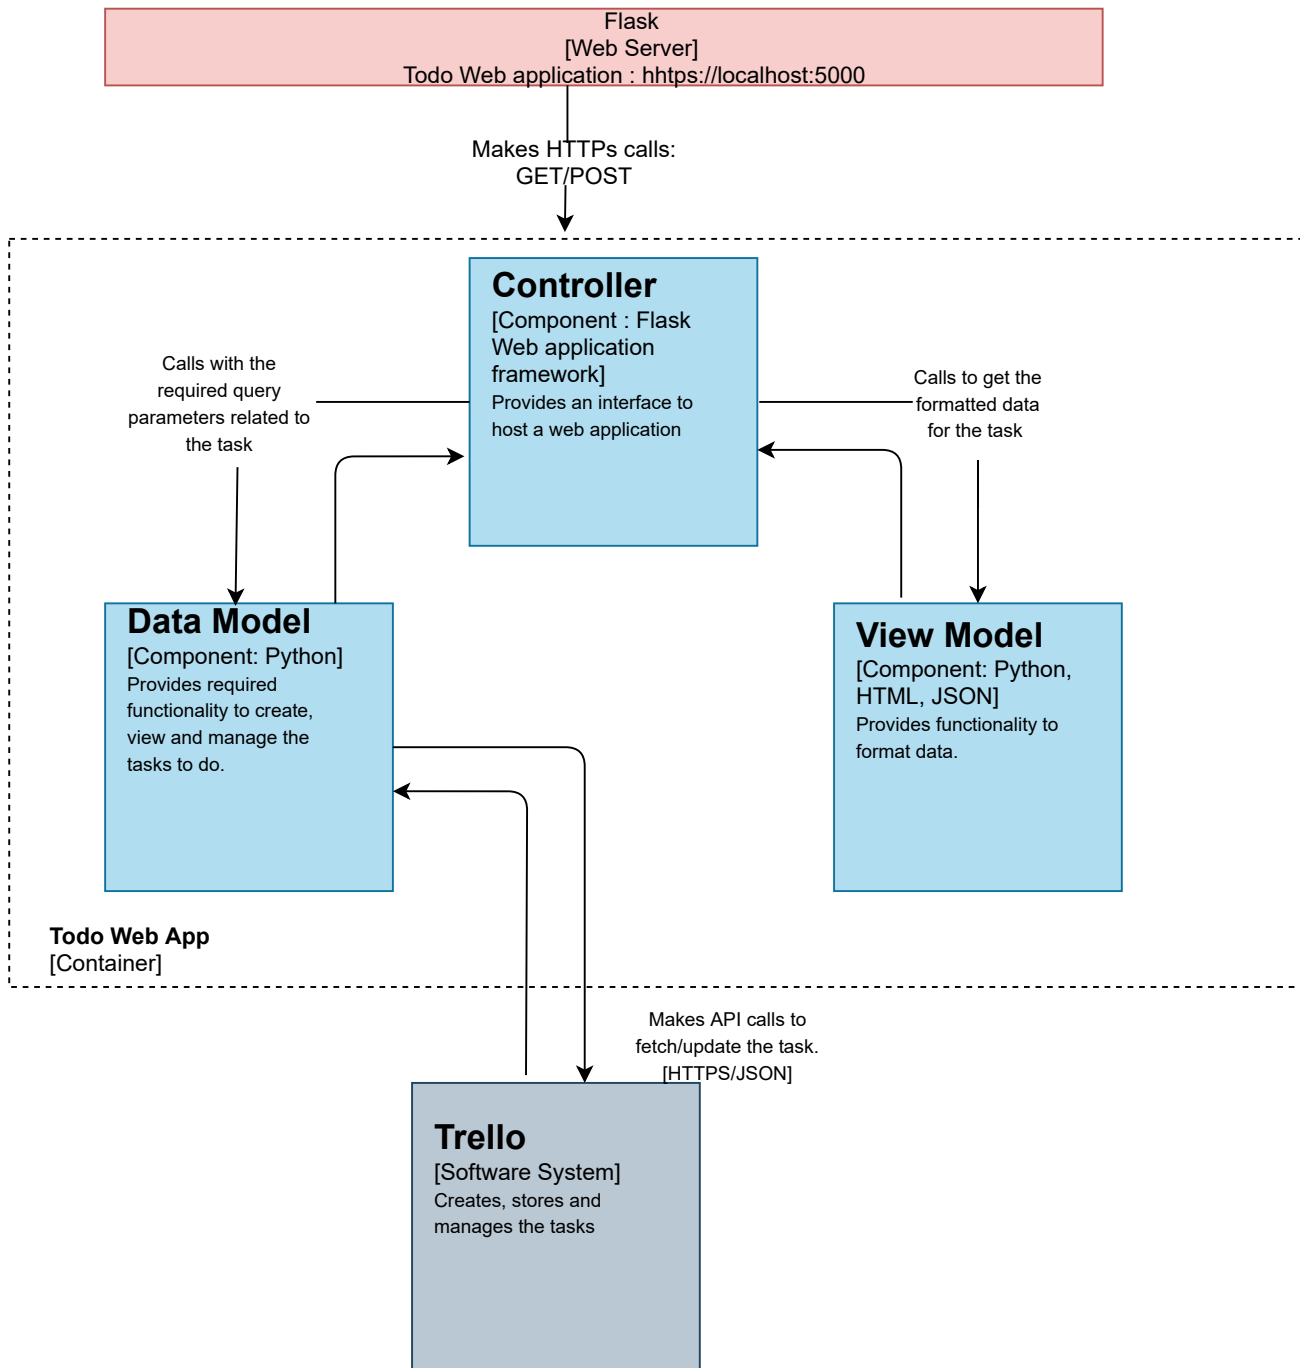 Flask
[Web Server]
Todo Web application : hhtps://localhost:5000
Makes HTTPs calls:
GET/POST
Controller
[Component : Flask
Web application
framework]
Provides an interface to
host a web application
Calls with the
required query
parameters related to
the task
Calls to get the
formatted data
for the task
Data Model
[Component: Python]
Provides required
functionality to create,
view and manage the
tasks to do.
View Model
[Component: Python,
HTML, JSON]
Provides functionality to
format data.
Todo Web App
[Container]
Makes API calls to
fetch/update the task.
[HTTPS/JSON]
Trello
[Software System]
Creates, stores and
manages the tasks